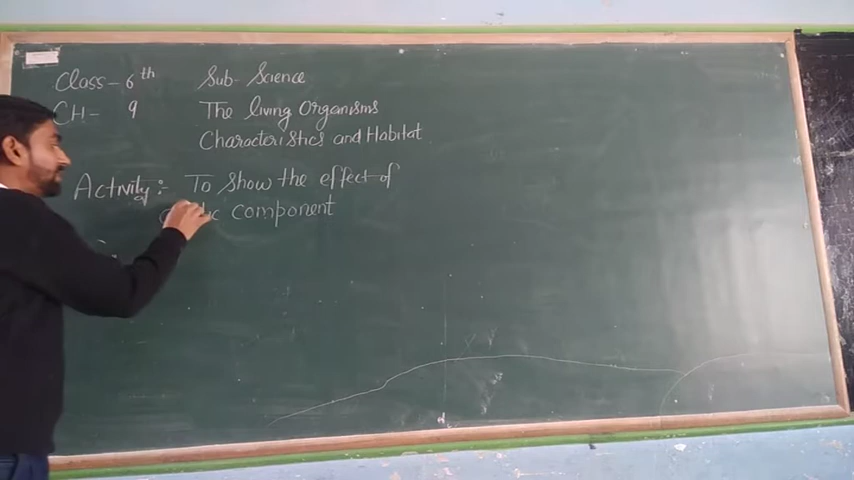 Class - 6th Sub - Science
CH - 9 The living Organisms
Characteristics and Habitat
Activity :- To Show the effect of
component